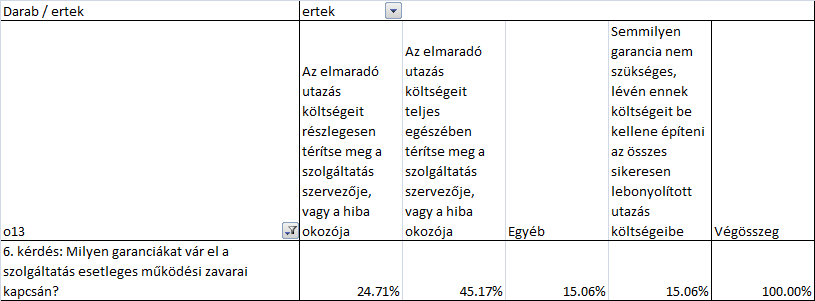 Darab / ertek
ertek
o13
Az elmaradó
utazás
költségeit
részlegesen
térítse meg a
szolgáltatás
szervezője,
vagy a hiba
okozója
Az elmaradó
utazás
költségeit
teljes
egészében
térítse meg a
szolgáltatás
szervezője,
vagy a hiba
okozója
Egyéb
Semmilyen
garancia nem
szükséges,
lévén ennek
költségeit be
kellene építeni
az összes
sikeresen
lebonyolított
utazás
költségeibe
Végösszeg
6. kérdés: Milyen garanciákat vár el a
szolgáltatás esetleges működési zavarai
kapcsán?
24.71%
45.17%
15.06%
15.06%
100.00%